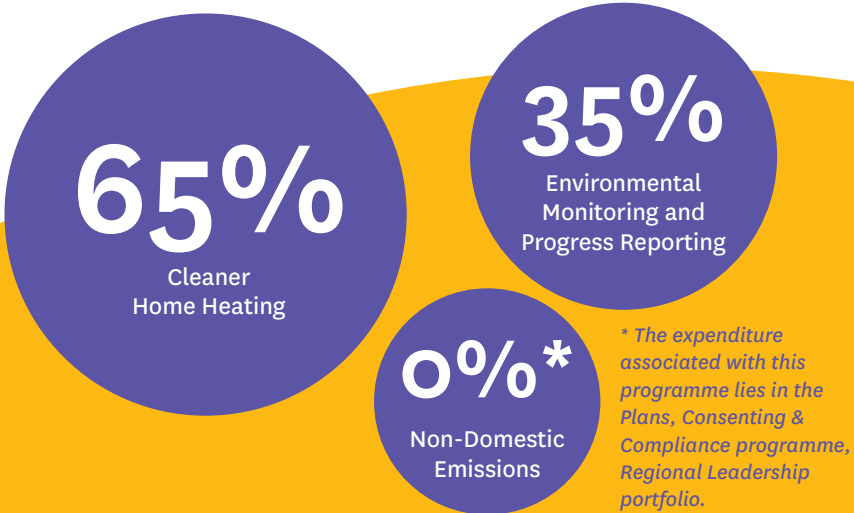 65%
Cleaner
Home Heating
35%
Environmental
Monitoring and
Progress Reporting
0%*
Non-Domestic
Emissions
* The expenditure
associated with this
programme lies in the
Plans, Consenting &
Compliance programme,
Regional Leadership
portfolio.